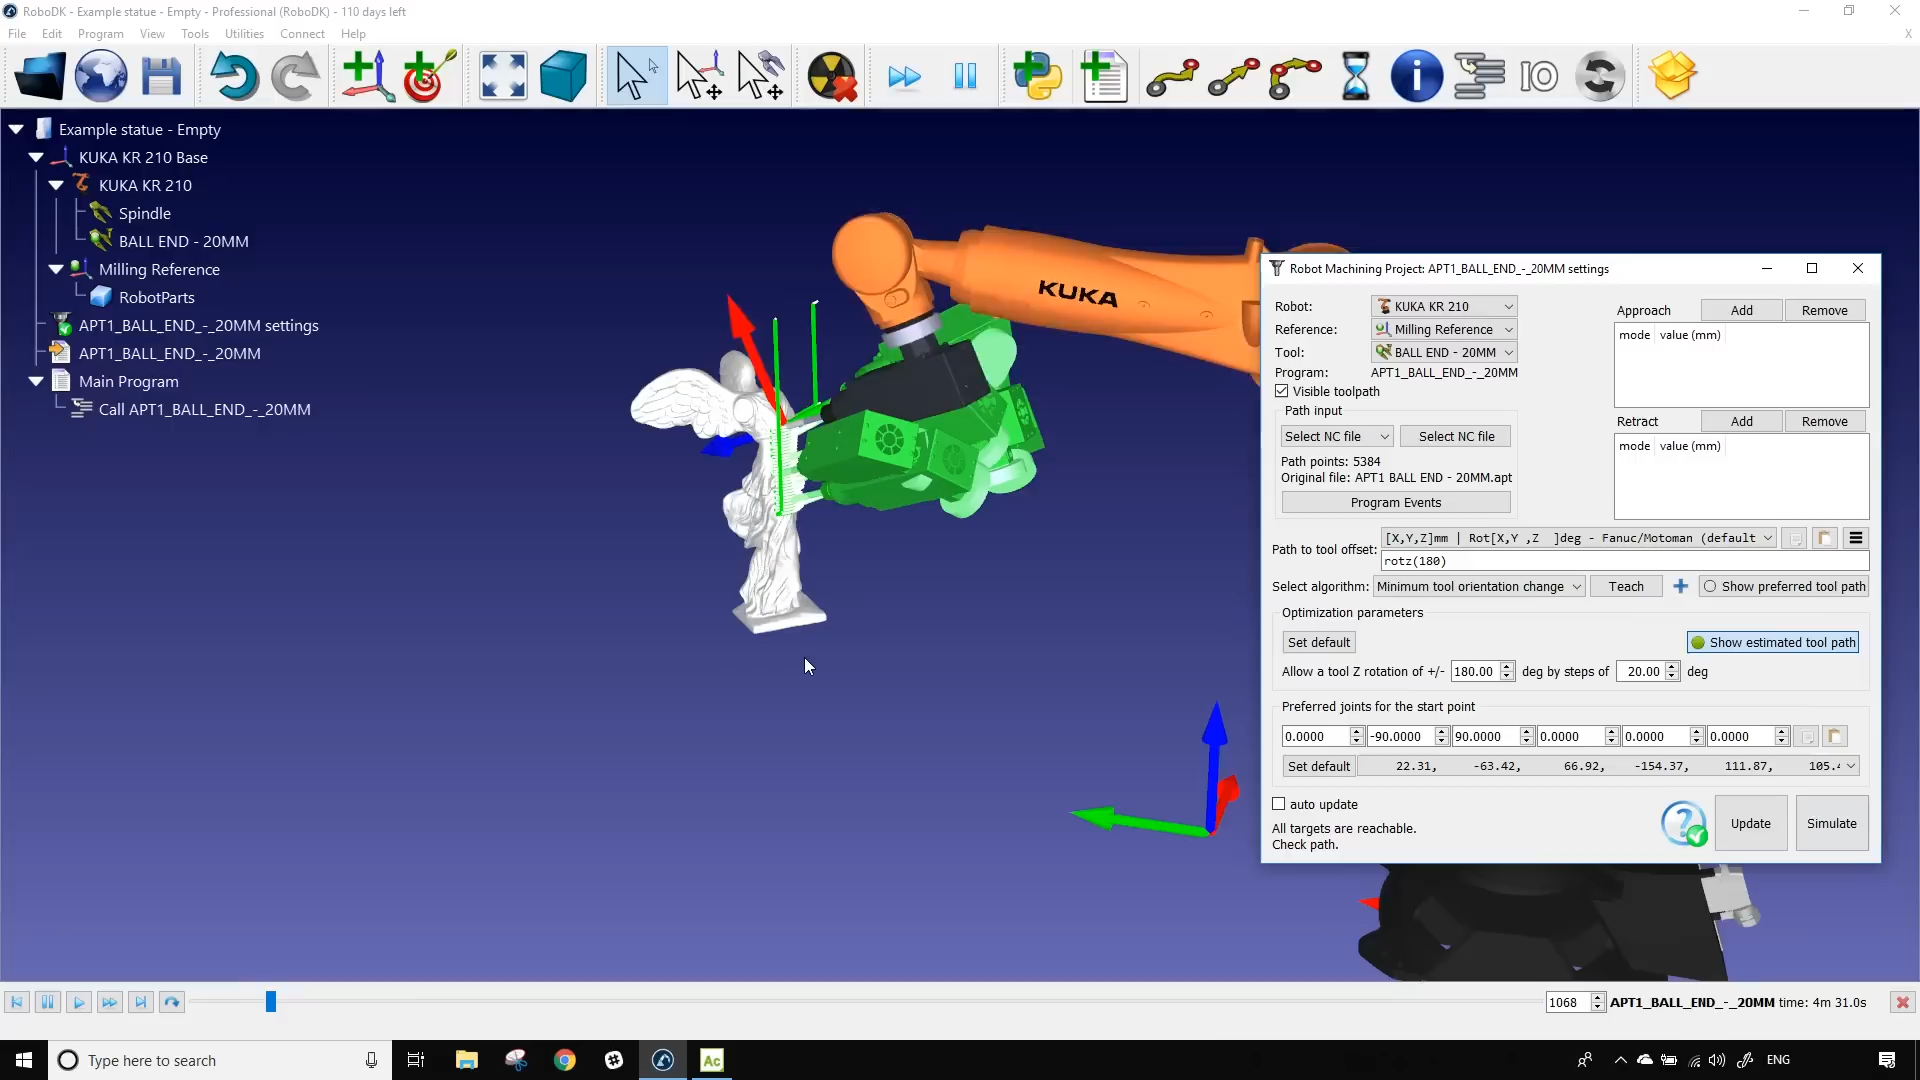 RoboDK - Example statue - Empty - Professional (RoboDK) - 110 days left
File Edit Program View Tools Utilities Connect Help
X
IO
Example statue - Empty
KUKA KR 210 Base
KUKA KR 210
Spindle
BALL END - 20MM
Milling Reference
RobotParts
APT1_BALL_END_-_20MM settings
APT1_BALL_END_-_20MM
Main Program
Call APT1_BALL_END_-_20MM
KUKA
Robot Machining Project: APT1_BALL_END_-_20MM settings
Robot: KUKA KR 210
Reference: Milling Reference
Tool: BALL END - 20MM
Program: APT1_BALL_END_-_20MM
Visible toolpath
Path input
Select NC file Select NC file
Path points: 5384
Original file: APT1 BALL END - 20MM.apt
Program Events
Approach Add Remove
mode value (mm)
Retract Add Remove
mode value (mm)
Path to tool offset: [X,Y,Z]mm | Rot[X,Y ,Z ]deg - Fanuc/Motoman (default
rotz(180)
Select algorithm: Minimum tool orientation change Teach Show preferred tool path
Optimization parameters
Set default Show estimated tool path
Allow a tool Z rotation of +/- 180.00 deg by steps of 20.00 deg
Preferred joints for the start point
0.0000 -90.0000 90.0000 0.0000 0.0000 0.0000
Set default 22.31, -63.42, 66.92, -154.37, 111.87, 105.
auto update
All targets are reachable.
Check path.
Update Simulate
1068 APT1_BALL_END_-_20MM time: 4m 31.0s
Type here to search
Ac
ENG